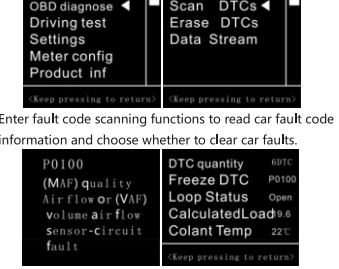 OBD diagnose ◀
Driving test
Settings
Meter config
Product inf
<Keep pressing to return>
Scan DTCs ◀
Erase DTCs
Data Stream
<Keep pressing to return>
Enter fault code scanning functions to read car fault code
information and choose whether to clear car faults.
P0100
(MAF) quality
Air flow or (VAF)
volume air flow
sensor-circuit
fault
DTC quantity 6DTC
Freeze DTC P0100
Loop Status Open
CalculatedLoad 19.6
Colant Temp 22℃
<Keep pressing to return>